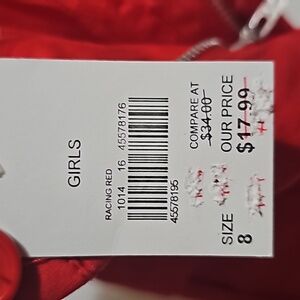 GIRLS
RACING RED
1014 16 45578176
45578195
COMPARE AT
$34.00
OUR PRICE
$17.99
SIZE
8